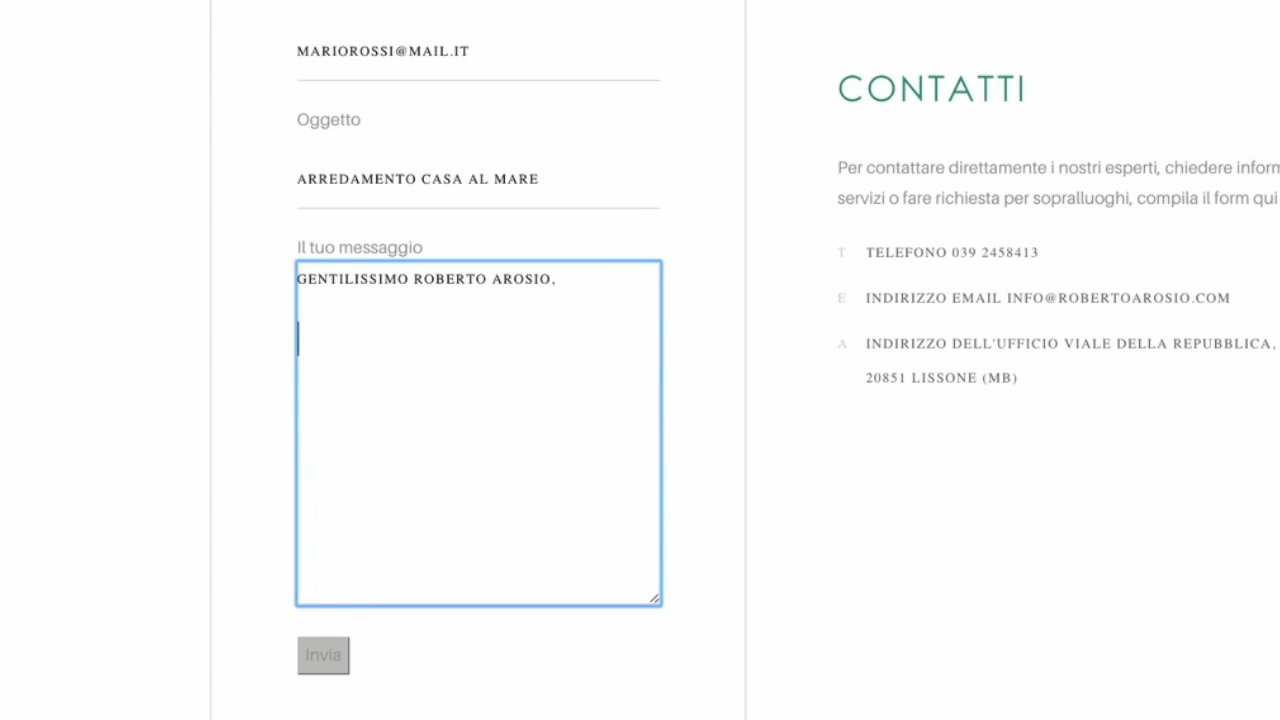 MARIOROSSI@MAIL.IT
Oggetto
ARREDAMENTO CASA AL MARE
Il tuo messaggio
GENTILISSIMO ROBERTO AROSIO,
Invia
CONTATTI
Per contattare direttamente i nostri esperti, chiedere
servizi o fare richiesta per sopralluoghi, compila il form qui
T TELEFONO 039 2458413
E INDIRIZZO EMAIL INFO@ROBERTOAROSIO.COM
A INDIRIZZO DELL'UFFICIO VIALE DELLA REPUBBLICA,
20851 LISSONE (MB)